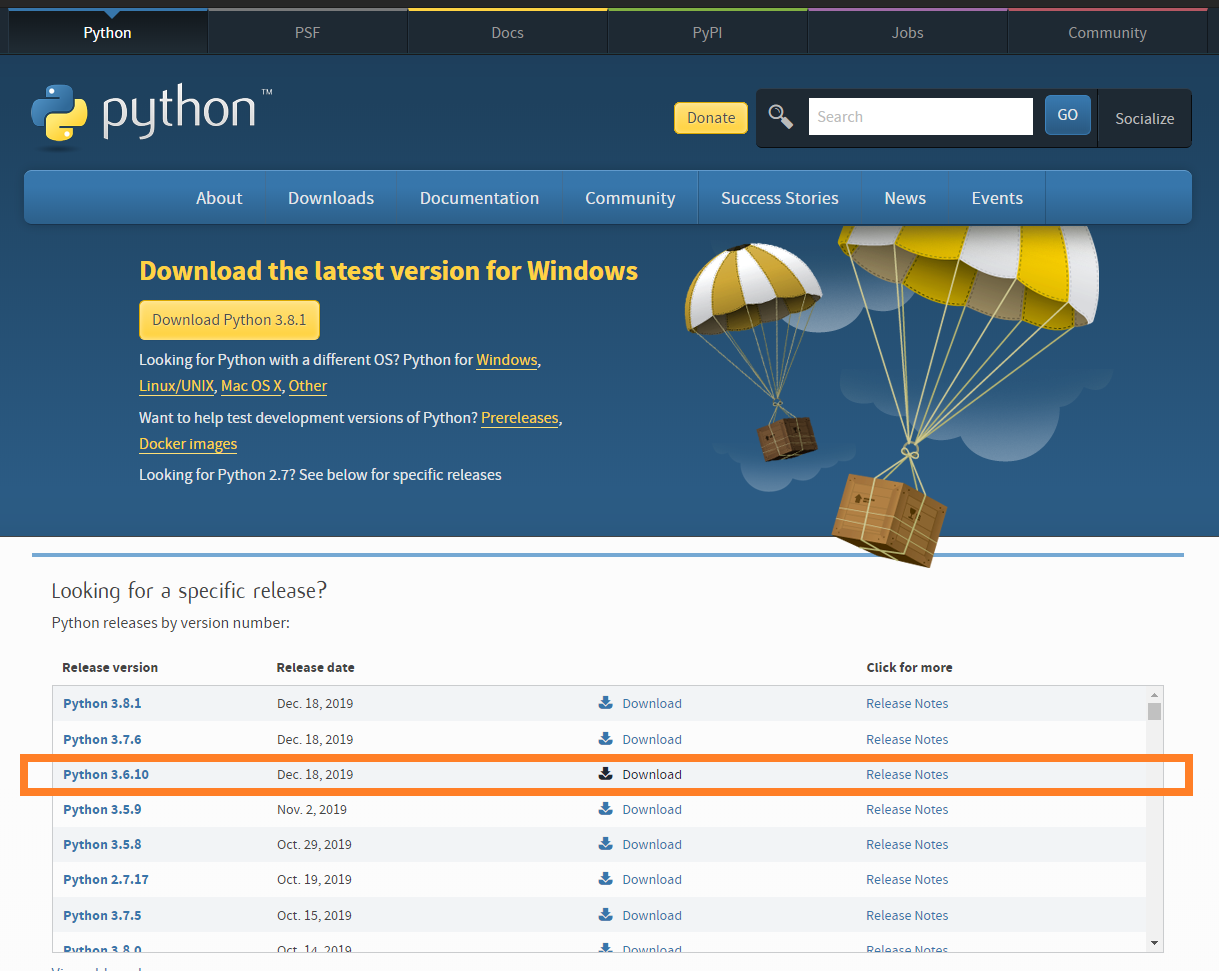 Python PSF Docs PyPI Jobs Community
python™
Donate Search GO Socialize
About Downloads Documentation Community Success Stories News Events
Download the latest version for Windows
Download Python 3.8.1
Looking for Python with a different OS? Python for Windows,
Linux/UNIX, Mac OS X, Other
Want to help test development versions of Python? Prereleases,
Docker images
Looking for Python 2.7? See below for specific releases
Looking for a specific release?
Python releases by version number:
Release version Release date Click for more
Python 3.8.1 Dec. 18, 2019 Download Release Notes
Python 3.7.6 Dec. 18, 2019 Download Release Notes
Python 3.6.10 Dec. 18, 2019 Download Release Notes
Python 3.5.9 Nov. 2, 2019 Download Release Notes
Python 3.5.8 Oct. 29, 2019 Download Release Notes
Python 2.7.17 Oct. 19, 2019 Download Release Notes
Python 3.7.5 Oct. 15, 2019 Download Release Notes
Python 3.8.0 Oct. 14, 2019 Download Release Notes